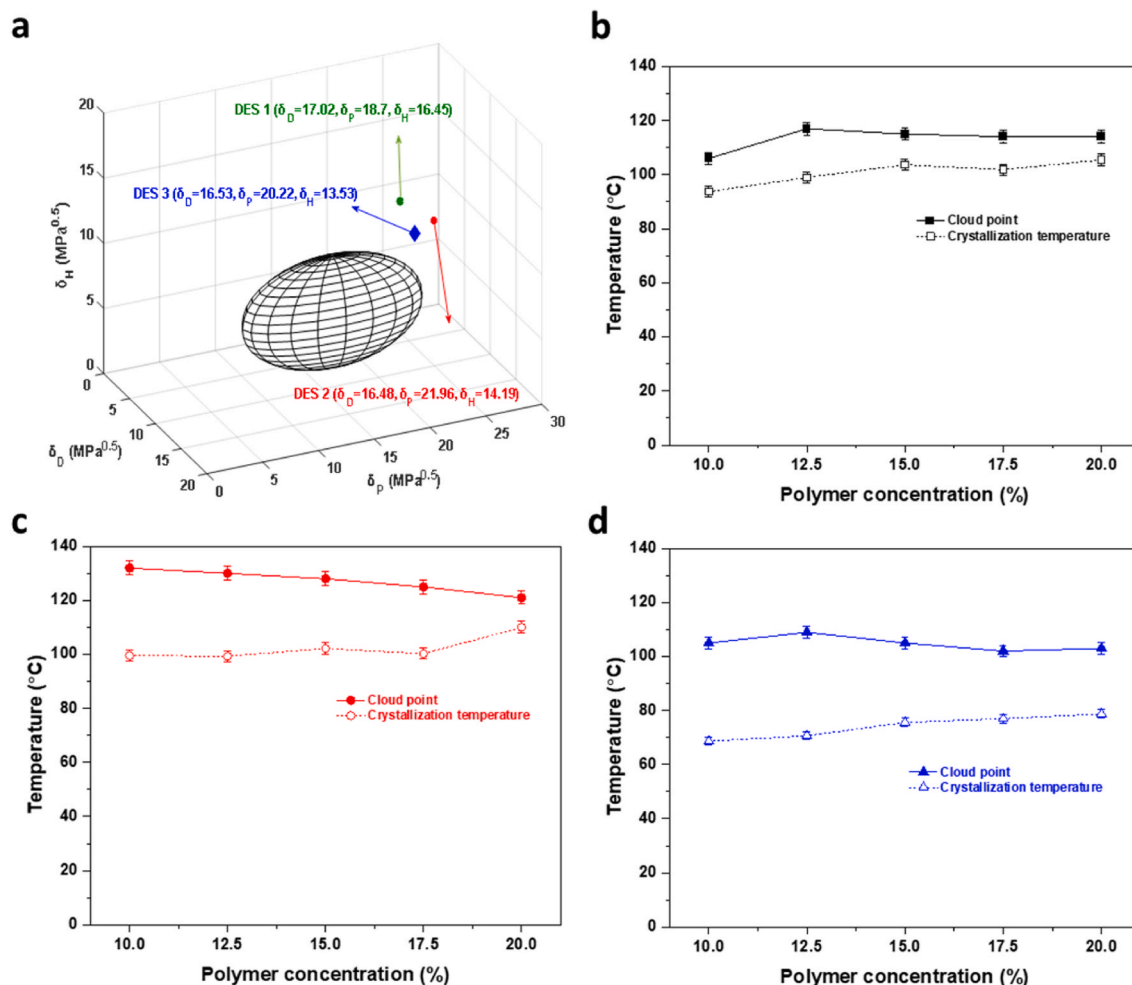 a
DES 1 (δD=17.02, δP=18.7, δH=16.45)
DES 3 (δD=16.53, δP=20.22, δH=13.53)
DES 2 (δD=16.48, δP=21.96, δH=14.19)
20
15
10
5
0
δH (MPa0.5)
0
5
10
15
20
δD (MPa0.5)
0
5
10
15
20
25
30
δP (MPa0.5)
b
140
120
100
80
60
40
20
0
Temperature (°C)
Cloud point
Crystallization temperature
10.0 12.5 15.0 17.5 20.0
Polymer concentration (%)
c
140
120
100
80
60
40
20
0
Temperature (°C)
Cloud point
Crystallization temperature
10.0 12.5 15.0 17.5 20.0
Polymer concentration (%)
d
140
120
100
80
60
40
20
0
Temperature (°C)
Cloud point
Crystallization temperature
10.0 12.5 15.0 17.5 20.0
Polymer concentration (%)